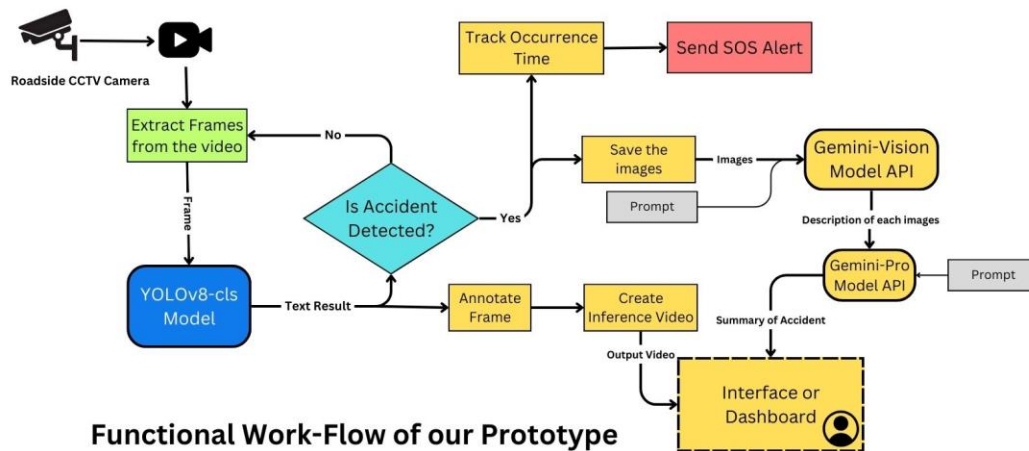 Roadside CCTV Camera
Extract Frames
from the video
Frame
YOLOv8-cls
Model
Text Result
No
Is Accident
Detected?
Yes
Track Occurrence
Time
Send SOS Alert
Save the
images
Images
Prompt
Gemini-Vision
Model API
Description of each images
Gemini-Pro
Model API
Prompt
Summary of Accident
Annotate
Frame
Create
Inference Video
Output Video
Interface or
Dashboard
Functional Work-Flow of our Prototype